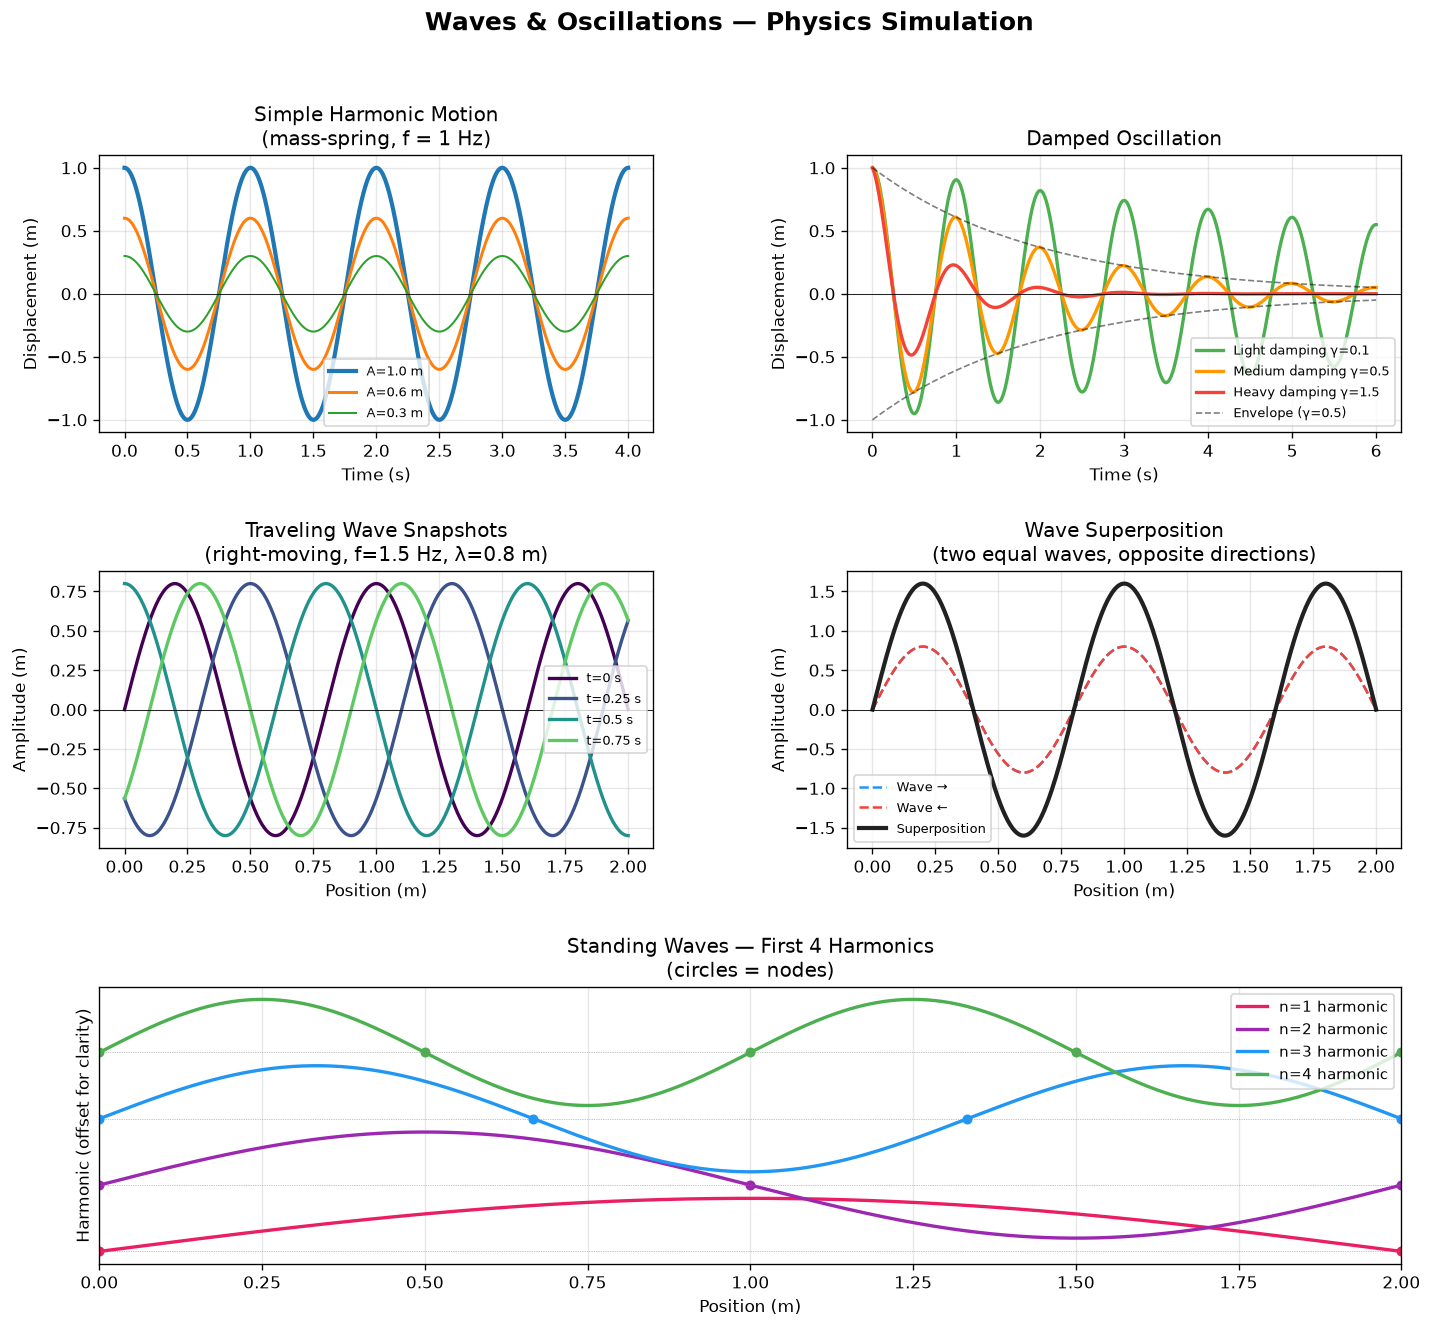 Waves & Oscillations — Physics Simulation
Simple Harmonic Motion
(mass-spring, f = 1 Hz)
Displacement (m)
1.0
0.5
0.0
−0.5
−1.0
A=1.0 m
A=0.6 m
A=0.3 m
0.0 0.5 1.0 1.5 2.0 2.5 3.0 3.5 4.0
Time (s)
Damped Oscillation
Displacement (m)
1.0
0.5
0.0
−0.5
−1.0
Light damping γ=0.1
Medium damping γ=0.5
Heavy damping γ=1.5
Envelope (γ=0.5)
0 1 2 3 4 5 6
Time (s)
Traveling Wave Snapshots
(right-moving, f=1.5 Hz, λ=0.8 m)
Amplitude (m)
0.75
0.50
0.25
0.00
−0.25
−0.50
−0.75
t=0 s
t=0.25 s
t=0.5 s
t=0.75 s
0.00 0.25 0.50 0.75 1.00 1.25 1.50 1.75 2.00
Position (m)
Wave Superposition
(two equal waves, opposite directions)
Amplitude (m)
1.5
1.0
0.5
0.0
−0.5
−1.0
−1.5
Wave →
Wave ←
Superposition
0.00 0.25 0.50 0.75 1.00 1.25 1.50 1.75 2.00
Position (m)
Standing Waves — First 4 Harmonics
(circles = nodes)
Harmonic (offset for clarity)
n=1 harmonic
n=2 harmonic
n=3 harmonic
n=4 harmonic
0.00 0.25 0.50 0.75 1.00 1.25 1.50 1.75 2.00
Position (m)